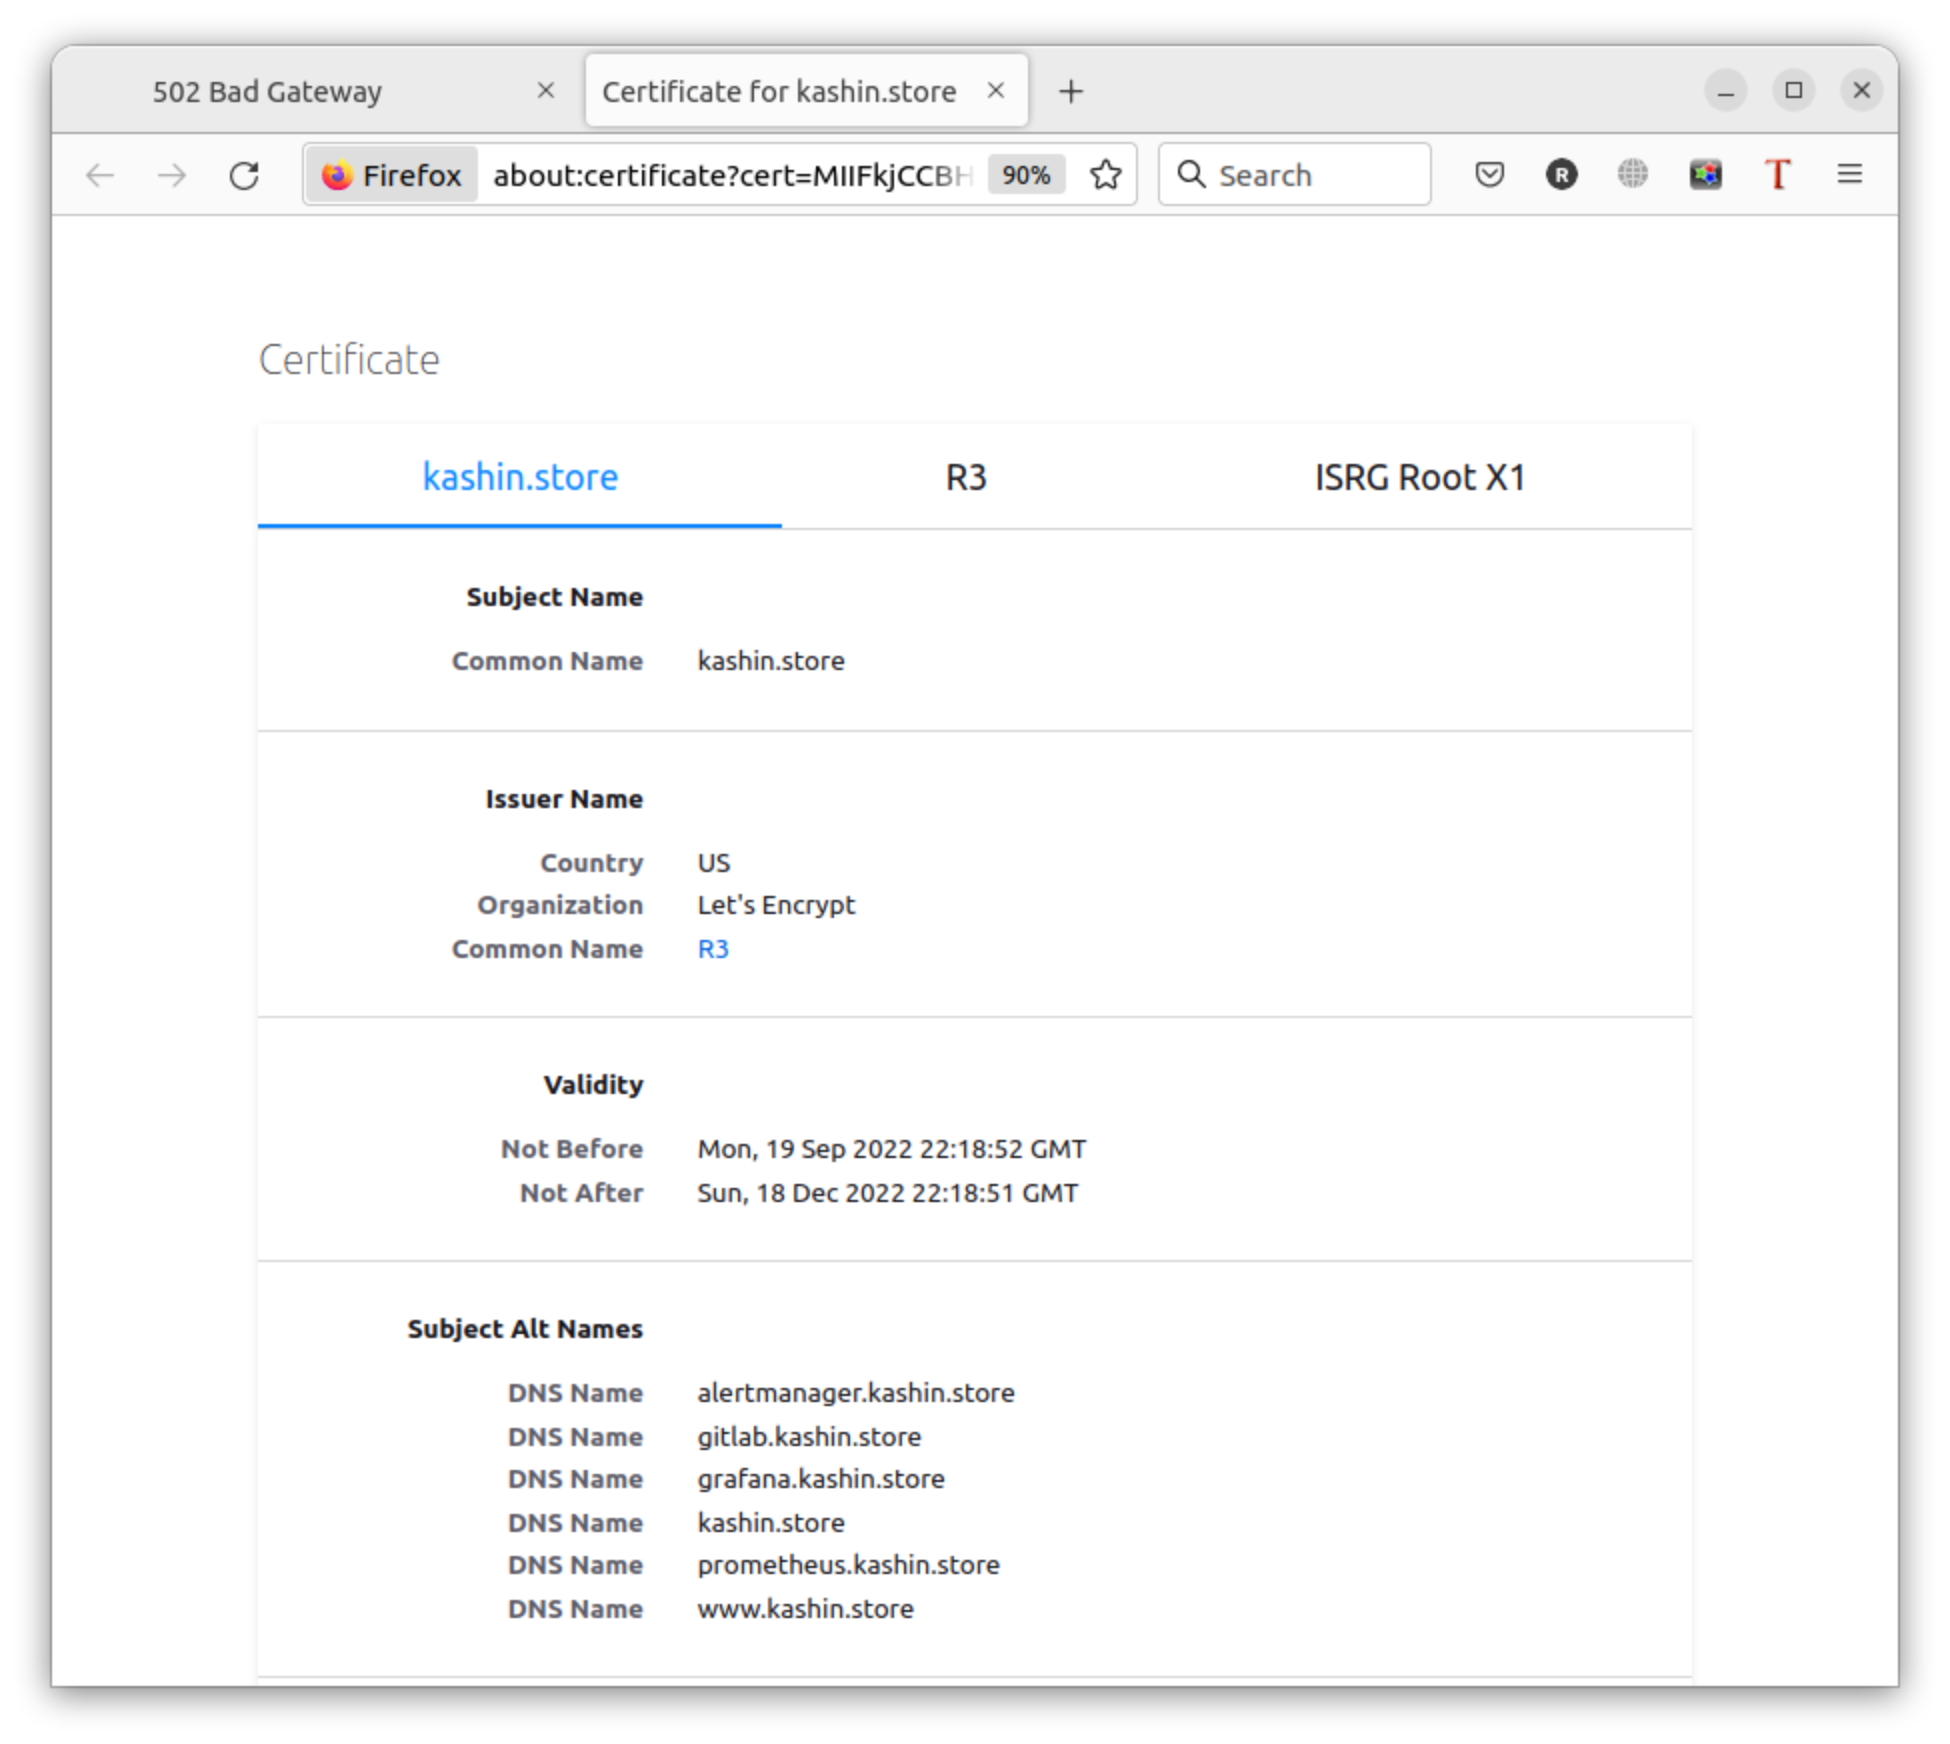 502 Bad Gateway
Certificate for kashin.store
Firefox about:certificate?cert=MIIFkjCCBH 90% Search
Certificate
kashin.store R3 ISRG Root X1
Subject Name
Common Name kashin.store
Issuer Name
Country US
Organization Let's Encrypt
Common Name R3
Validity
Not Before Mon, 19 Sep 2022 22:18:52 GMT
Not After Sun, 18 Dec 2022 22:18:51 GMT
Subject Alt Names
DNS Name alertmanager.kashin.store
DNS Name gitlab.kashin.store
DNS Name grafana.kashin.store
DNS Name kashin.store
DNS Name prometheus.kashin.store
DNS Name www.kashin.store